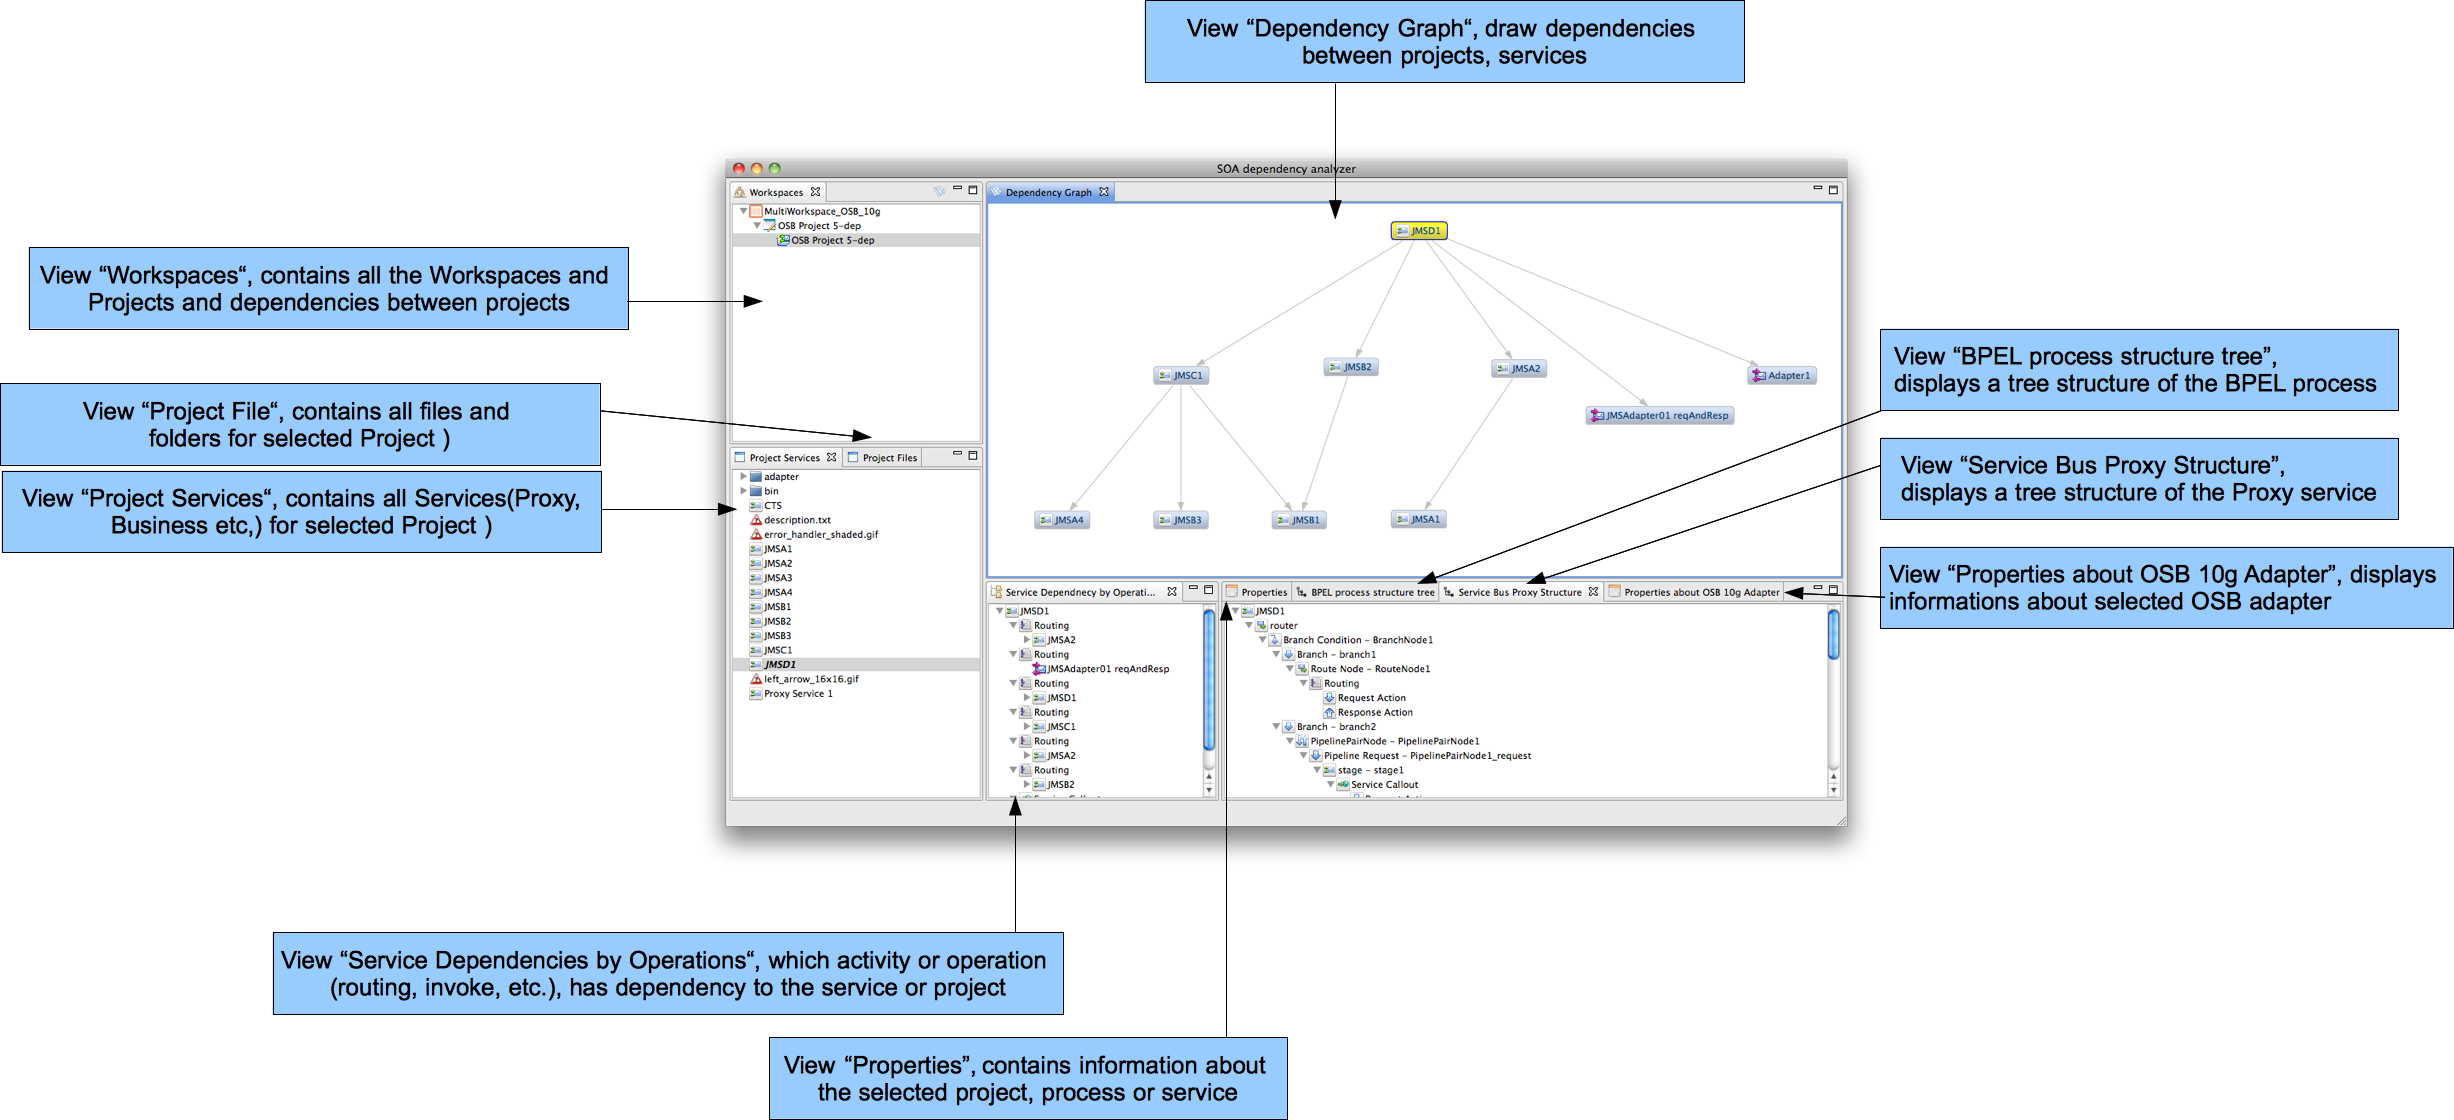 View “Dependency Graph“, draw dependencies
between projects, services
View “Workspaces“, contains all the Workspaces and
Projects and dependencies between projects
View “Project File“, contains all files and
folders for selected Project )
View “Project Services“, contains all Services(Proxy,
Business etc,) for selected Project )
SOA dependency analyzer
Workspaces
MultiWorkspace_OSB_10g
OSB Project 5-dep
OSB Project 5-dep
Project Services
Project Files
adapter
bin
CTS
description.txt
error_handler_shaded.gif
JMSA1
JMSA2
JMSA3
JMSA4
JMSB1
JMSB2
JMSB3
JMSC1
JMSD1
left_arrow_16x16.gif
Proxy Service 1
Dependency Graph
JMSD1
JMSC1
JMSB2
JMSA2
Adapter1
JMSAdapter01 reqAndResp
JMSA4
JMSB3
JMSB1
JMSA1
Service Dependnecy by Operati...
JMSD1
Routing
JMSA2
Routing
JMSAdapter01 reqAndResp
Routing
JMSD1
Routing
JMSC1
Routing
JMSA2
Routing
JMSB2
Properties
BPEL process structure tree
Service Bus Proxy Structure
Properties about OSB 10g Adapter
JMSD1
router
Branch Condition - BranchNode1
Branch - branch1
Route Node - RouteNode1
Routing
Request Action
Response Action
Branch - branch2
PipelinePairNode - PipelinePairNode1
Pipeline Request - PipelinePairNode1_request
stage - stage1
Service Callout
View “BPEL process structure tree”,
displays a tree structure of the BPEL process
View “Service Bus Proxy Structure”,
displays a tree structure of the Proxy service
View “Properties about OSB 10g Adapter”, displays
informations about selected OSB adapter
View “Service Dependencies by Operations“, which activity or operation
(routing, invoke, etc.), has dependency to the service or project
View “Properties”, contains information about
the selected project, process or service